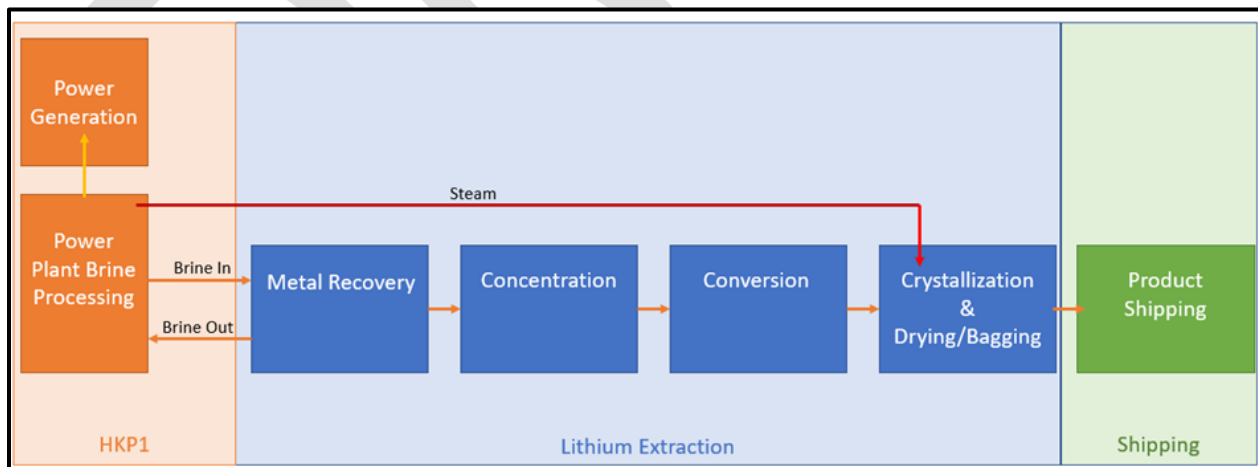 Power
Generation
Steam
Power
Plant Brine
Processing
Brine In
Brine Out
Metal Recovery
Concentration
Conversion
Crystallization
&
Drying/Bagging
Product
Shipping
HKP1
Lithium Extraction
Shipping